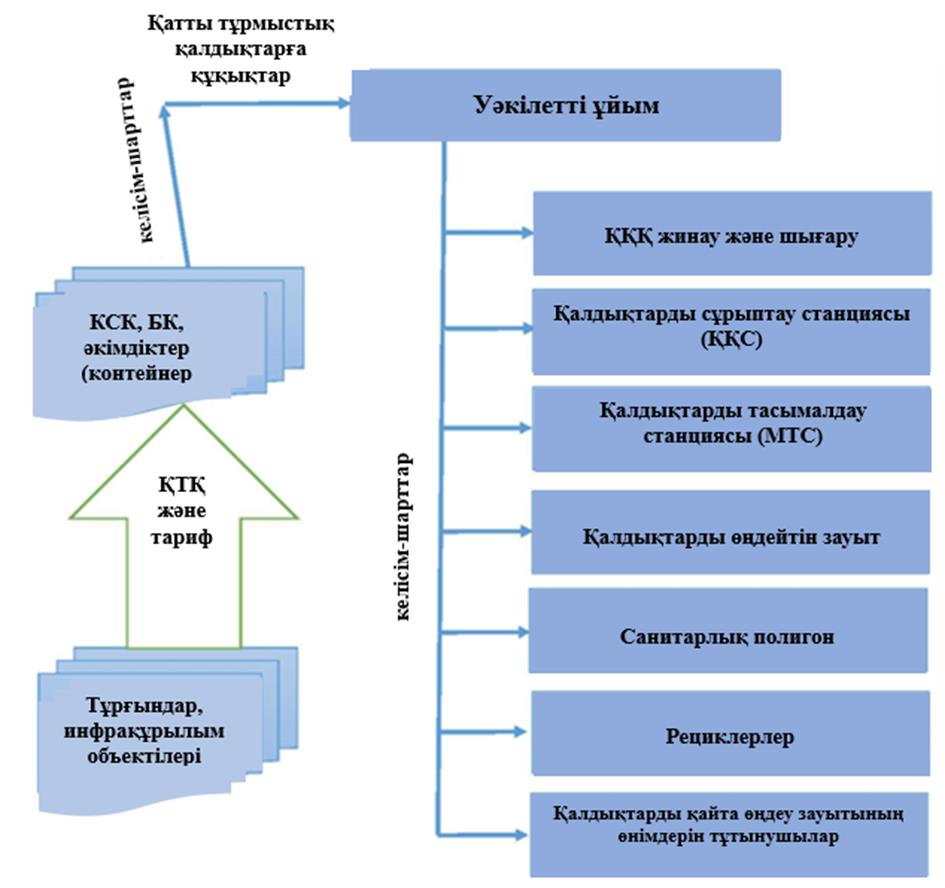 Қатты тұрмыстық
қалдықтарға
құқықтар
келісім-шарттар
Уәкілетті ұйым
КСК, БК,
әкімдіктер
(контейнер
ҚТҚ
және
тариф
Тұрғындар,
инфрақұрылым
объектілері
келісім-шарттар
ҚҚҚ жинау және шығару
Қалдықтарды сұрыптау станциясы
(ҚҚС)
Қалдықтарды тасымалдау
станциясы (МТС)
Қалдықтарды өңдейтін зауыт
Санитарлық полигон
Рециклерлер
Қалдықтарды қайта өңдеу зауытының
өнімдерін тұтынушылар